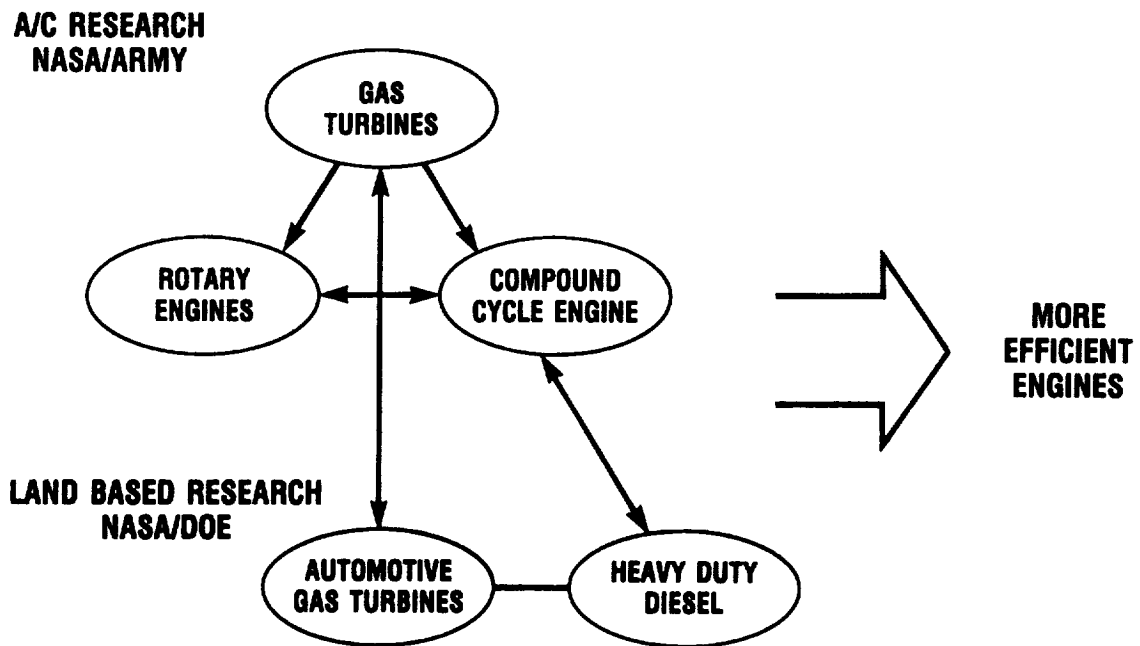 A/C RESEARCH
NASA/ARMY
GAS
TURBINES
ROTARY
ENGINES
COMPOUND
CYCLE ENGINE
MORE
EFFICIENT
ENGINES
LAND BASED RESEARCH
NASA/DOE
AUTOMOTIVE
GAS TURBINES
HEAVY DUTY
DIESEL